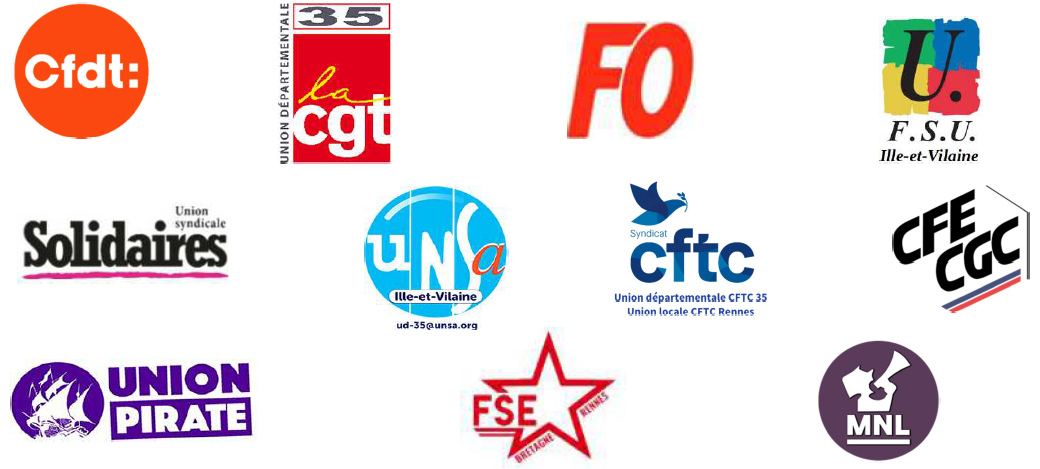 Cfdt:
UNION DÉPARTEMENTALE
35
la
cgt
FO
U.
F.S.U.
Ille-et-Vilaine
Union
syndicale
Solidaires
uNSa
Ille-et-Vilaine
ud-35@unsa.org
Syndicat
cftc
Union départementale CFTC 35
Union locale CFTC Rennes
CFE
CGC
UNION
PIRATE
FSE
RENNES
BRETAGNE
MNL